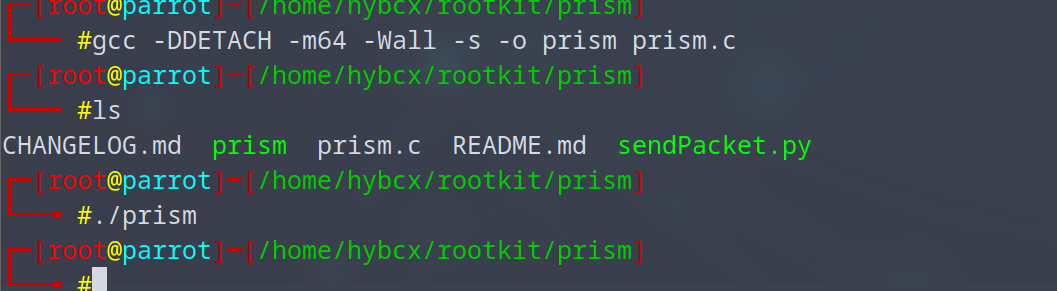 [root@parrot]-[/home/hybcx/rootkit/prism]
#gcc -DDETACH -m64 -Wall -s -o prism prism.c
[root@parrot]-[/home/hybcx/rootkit/prism]
#ls
CHANGELOG.md prism prism.c README.md sendPacket.py
[root@parrot]-[/home/hybcx/rootkit/prism]
#./prism
[root@parrot]-[/home/hybcx/rootkit/prism]
#